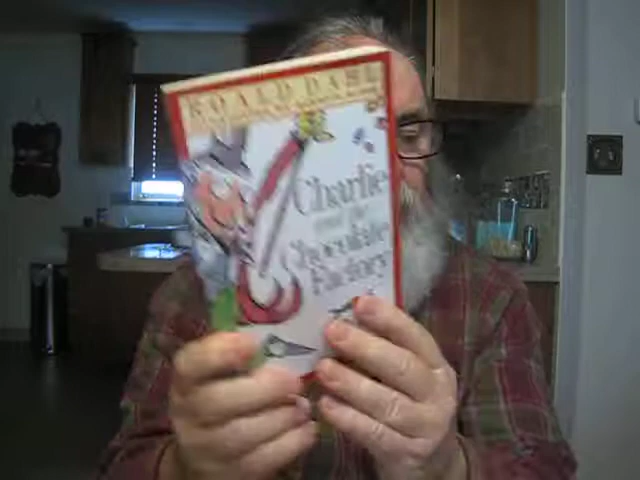 ROALD DAHL
Charlie
and the
Chocolate
Factory